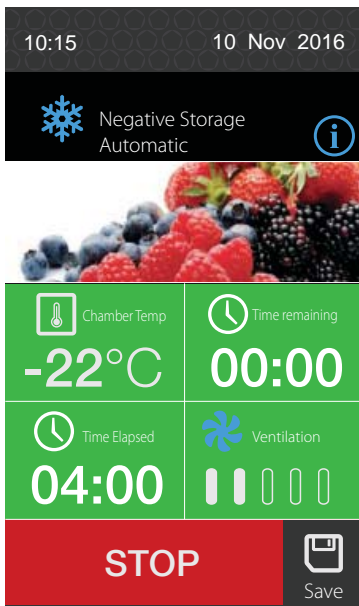 10:15 10 Nov 2016
Negative Storage
Automatic
i
Chamber Temp
Time remaining
-22°C
00:00
Time Elapsed
Ventilation
04:00
STOP
Save